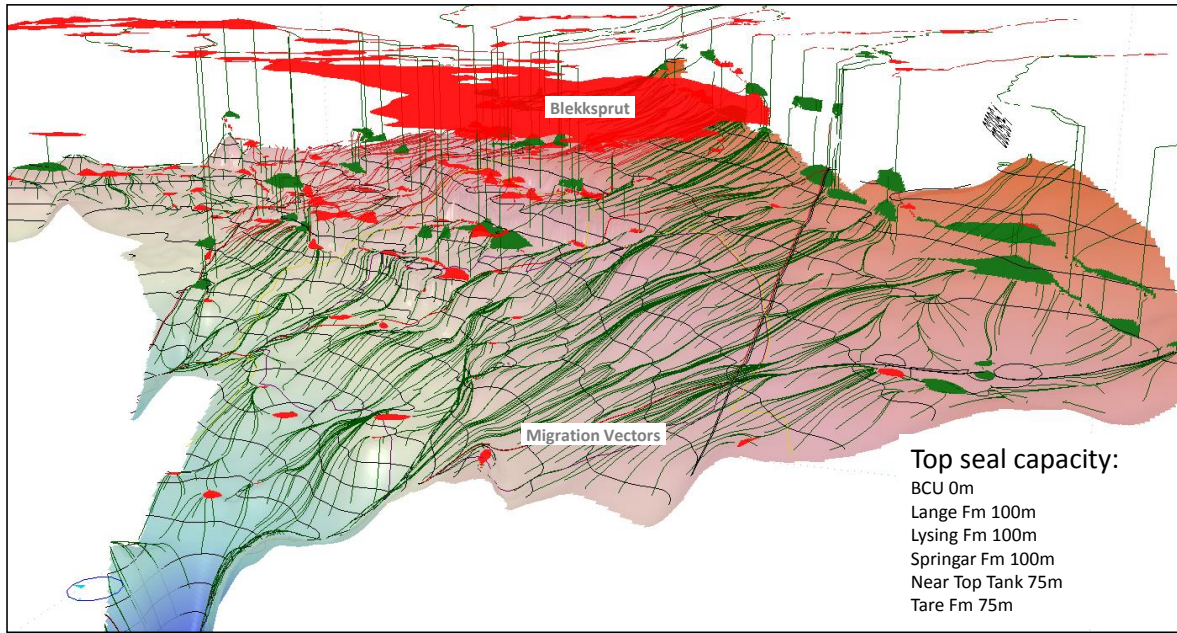 Blekksprut
Migration Vectors
Top seal capacity:
BCU 0m
Lange Fm 100m
Lysing Fm 100m
Springar Fm 100m
Near Top Tank 75m
Tare Fm 75m